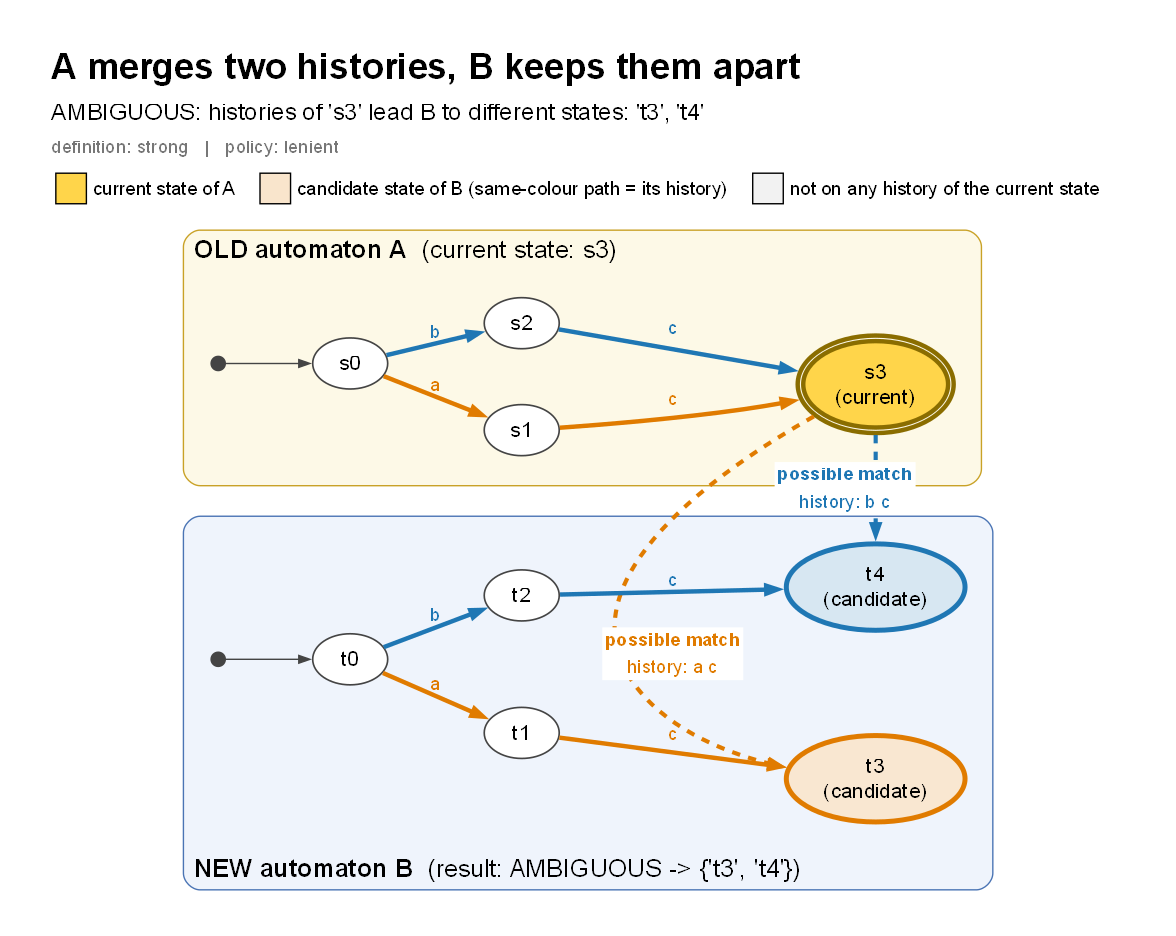 A merges two histories, B keeps them apart
AMBIGUOUS: histories of 's3' lead B to different states: 't3', 't4'
definition: strong | policy: lenient
current state of A
candidate state of B (same-colour path = its history)
not on any history of the current state
OLD automaton A (current state: s3)
s0
b
s2
c
a
s1
c
s3
(current)
possible match
history: b c
t0
b
t2
c
t4
(candidate)
possible match
history: a c
a
t1
c
t3
(candidate)
NEW automaton B (result: AMBIGUOUS -> {'t3', 't4'})